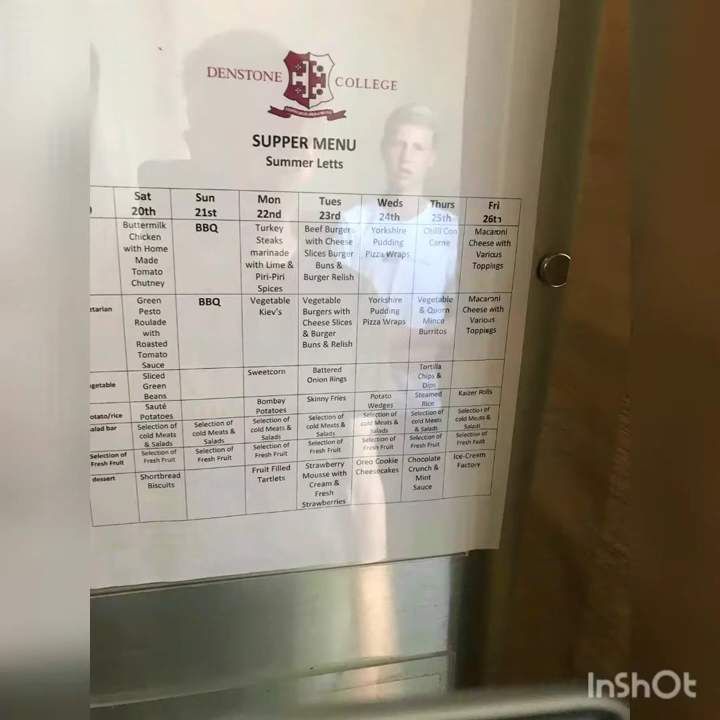 DENSTONE COLLEGE
SUPPER MENU
Summer Letts
Sat 20th
Sun 21st
Mon 22nd
Tues 23rd
Weds 24th
Thurs 25th
Fri 26th
Buttermilk
Chicken
with Home
Made
Tomato
Chutney
BBQ
Turkey
Steaks
marinade
with Lime &
Piri-Piri
Spices
Beef Burgers
with Cheese
Slices Burger
Buns &
Burger Relish
Yorkshire
Pudding
Pizza Wraps
Chilli Con
Carne
Macaroni
Cheese with
Various
Toppings
etarian
Green
Pesto
Roulade
with
Roasted
Tomato
Sauce
BBQ
Vegetable
Kiev's
Vegetable
Burgers with
Cheese Slices
& Burger
Buns & Relish
Yorkshire
Pudding
Pizza Wraps
Vegetable
& Quorn
Mince
Burritos
Macaroni
Cheese with
Various
Toppings
egetable
Sliced
Green
Beans
Sweetcorn
Battered
Onion Rings
Tortilla
Chips &
Dips
otato/rice
Sauté
Potatoes
Bombay
Potatoes
Skinny Fries
Potato
Wedges
Steamed
Rice
Kaizer Rolls
alad bar
Selection of
cold Meats
& Salads
Selection of
cold Meats &
Salads
Selection of
cold Meats &
Salads
Selection of
cold Meats &
Salads
Selection of
cold Meats &
Salads
Selection of
cold Meats
& Salads
Selection of
cold Meats &
Salads
Selection of
Fresh Fruit
Selection of
Fresh Fruit
Selection of
Fresh Fruit
Selection of
Fresh Fruit
Selection of
Fresh Fruit
Selection of
Fresh Fruit
Selection of
Fresh Fruit
Selection of
Fresh Fruit
dessert
Shortbread
Biscuits
Fruit Filled
Tartlets
Strawberry
Mousse with
Cream &
Fresh
Strawberries
Oreo Cookie
Cheesecakes
Chocolate
Crunch &
Mint
Sauce
Ice-Cream
Factory
InShOt